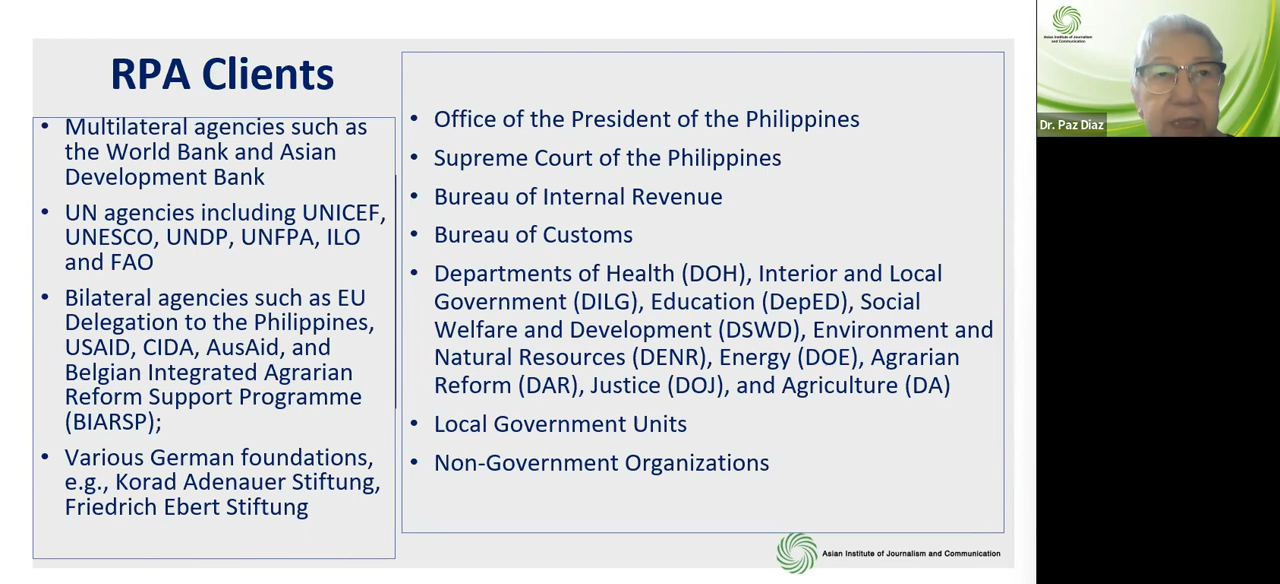 RPA Clients
• Multilateral agencies such as
the World Bank and Asian
Development Bank
• UN agencies including UNICEF,
UNESCO, UNDP, UNFPA, ILO
and FAO
• Bilateral agencies such as EU
Delegation to the Philippines,
USAID, CIDA, AusAid, and
Belgian Integrated Agrarian
Reform Support Programme
(BIARSP);
• Various German foundations,
e.g., Korad Adenauer Stiftung,
Friedrich Ebert Stiftung
• Office of the President of the Philippines
• Supreme Court of the Philippines
• Bureau of Internal Revenue
• Bureau of Customs
• Departments of Health (DOH), Interior and Local
Government (DILG), Education (DepED), Social
Welfare and Development (DSWD), Environment and
Natural Resources (DENR), Energy (DOE), Agrarian
Reform (DAR), Justice (DOJ), and Agriculture (DA)
• Local Government Units
• Non-Government Organizations
Asian Institute of Journalism and Communication
Asian Institute of Journalism
and Communication
Dr. Paz Diaz